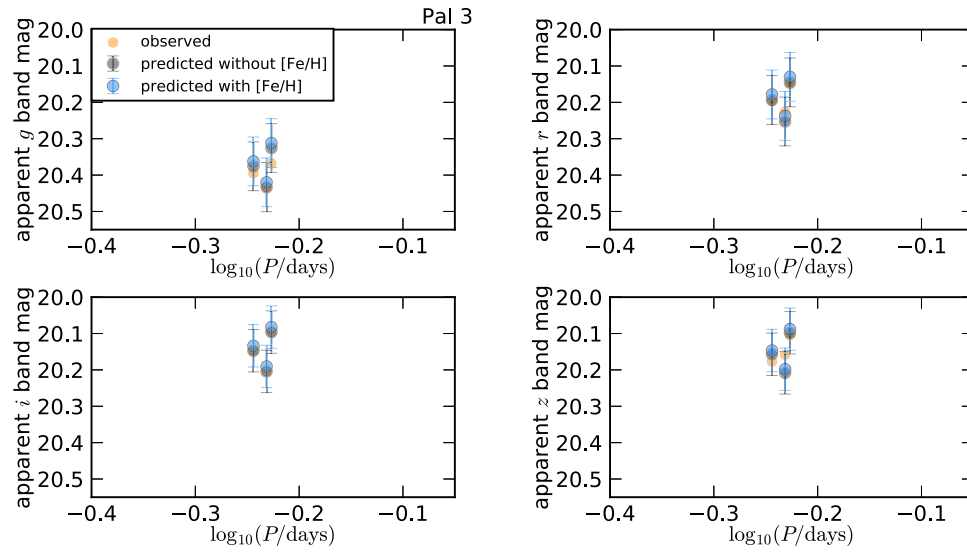 Pal 3
20.0
20.1
20.2
20.3
20.4
20.5
apparent g band mag
observed
predicted without [Fe/H]
predicted with [Fe/H]
−0.4 −0.3 −0.2 −0.1
log10(P/days)
20.0
20.1
20.2
20.3
20.4
20.5
apparent r band mag
−0.4 −0.3 −0.2 −0.1
log10(P/days)
20.0
20.1
20.2
20.3
20.4
20.5
apparent i band mag
−0.4 −0.3 −0.2 −0.1
log10(P/days)
20.0
20.1
20.2
20.3
20.4
20.5
apparent z band mag
−0.4 −0.3 −0.2 −0.1
log10(P/days)